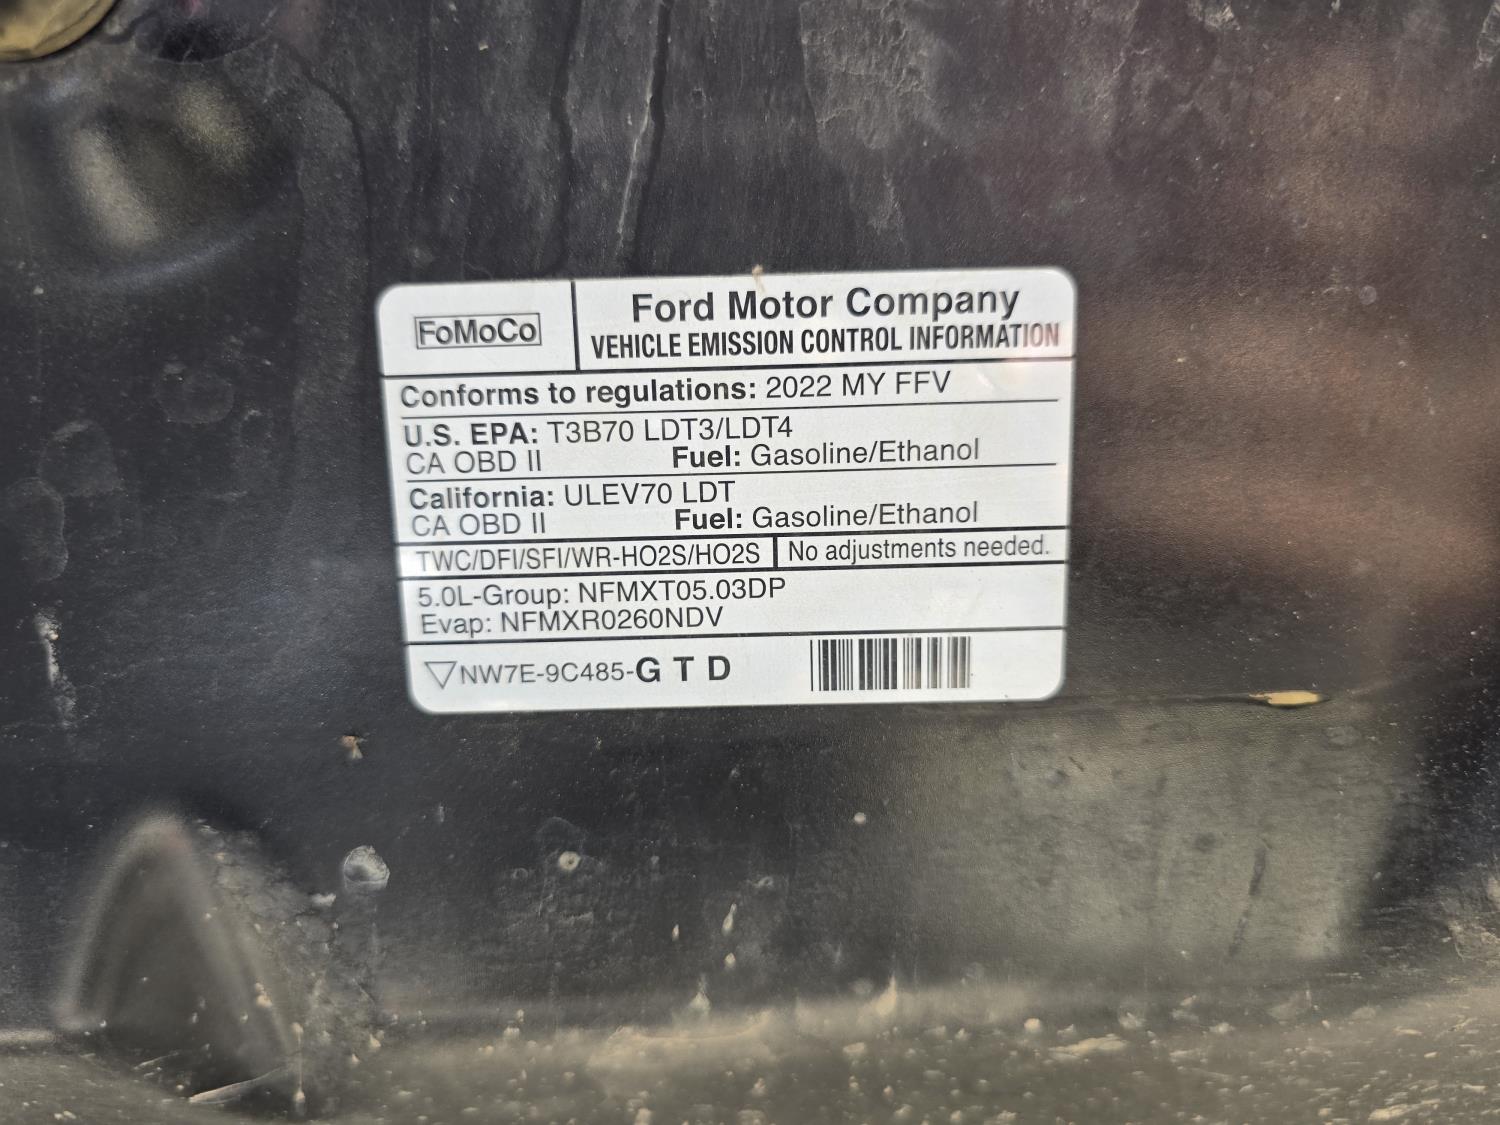 FoMoCo
Ford Motor Company
VEHICLE EMISSION CONTROL INFORMATION
Conforms to regulations: 2022 MY FFV
U.S. EPA: T3B70 LDT3/LDT4
CA OBD II Fuel: Gasoline/Ethanol
California: ULEV70 LDT
CA OBD II Fuel: Gasoline/Ethanol
TWC/DFI/SFI/WR-HO2S/HO2S No adjustments needed.
5.0L-Group: NFMXT05.03DP
Evap: NFMXR0260NDV
NW7E-9C485-G T D